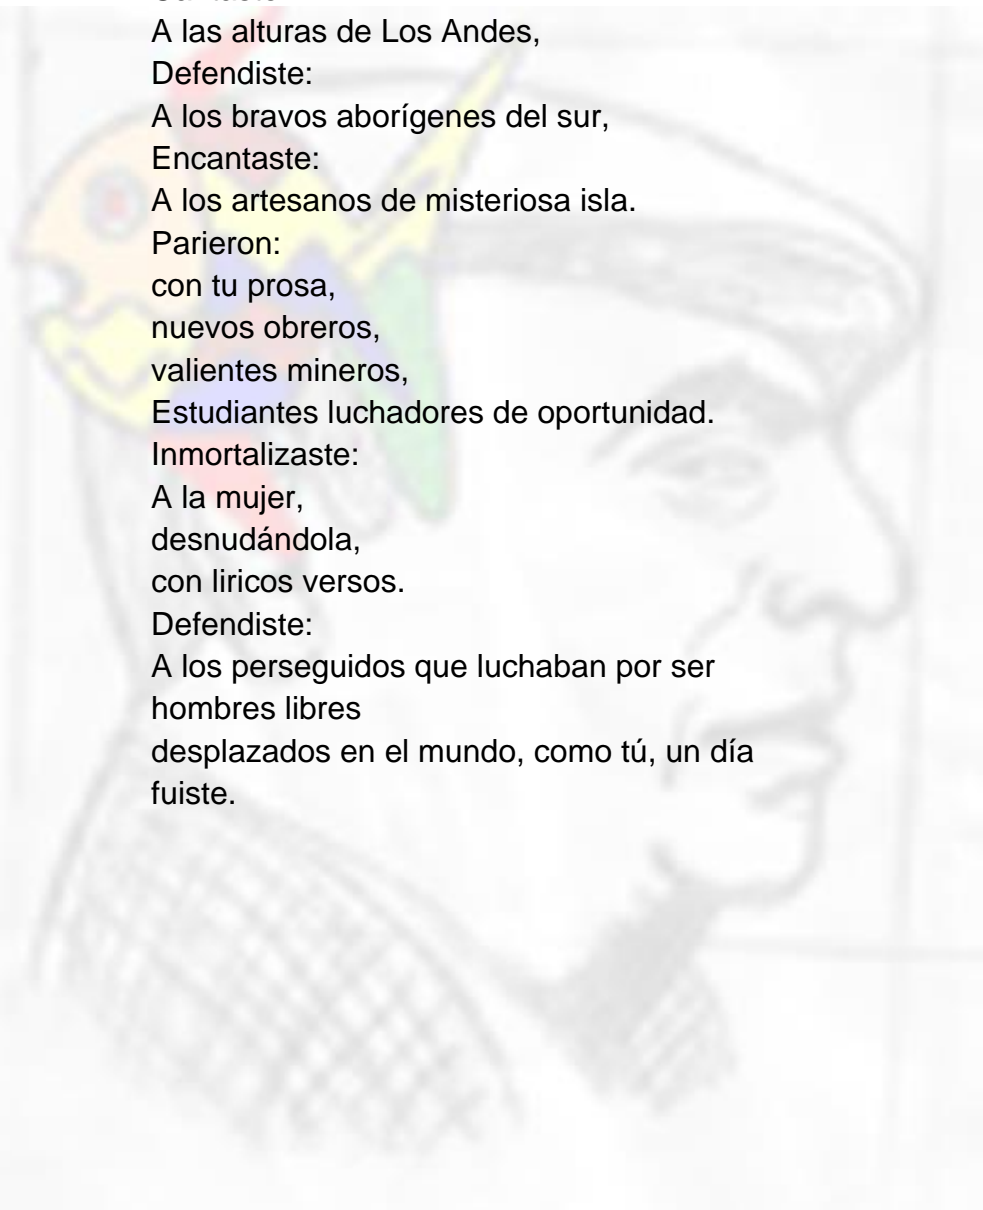 A las alturas de Los Andes,
Defendiste:
A los bravos aborígenes del sur,
Encantaste:
A los artesanos de misteriosa isla.
Parieron:
con tu prosa,
nuevos obreros,
valientes mineros,
Estudiantes luchadores de oportunidad.
Inmortalizaste:
A la mujer,
desnudándola,
con liricos versos.
Defendiste:
A los perseguidos que luchaban por ser
hombres libres
desplazados en el mundo, como tú, un día
fuiste.